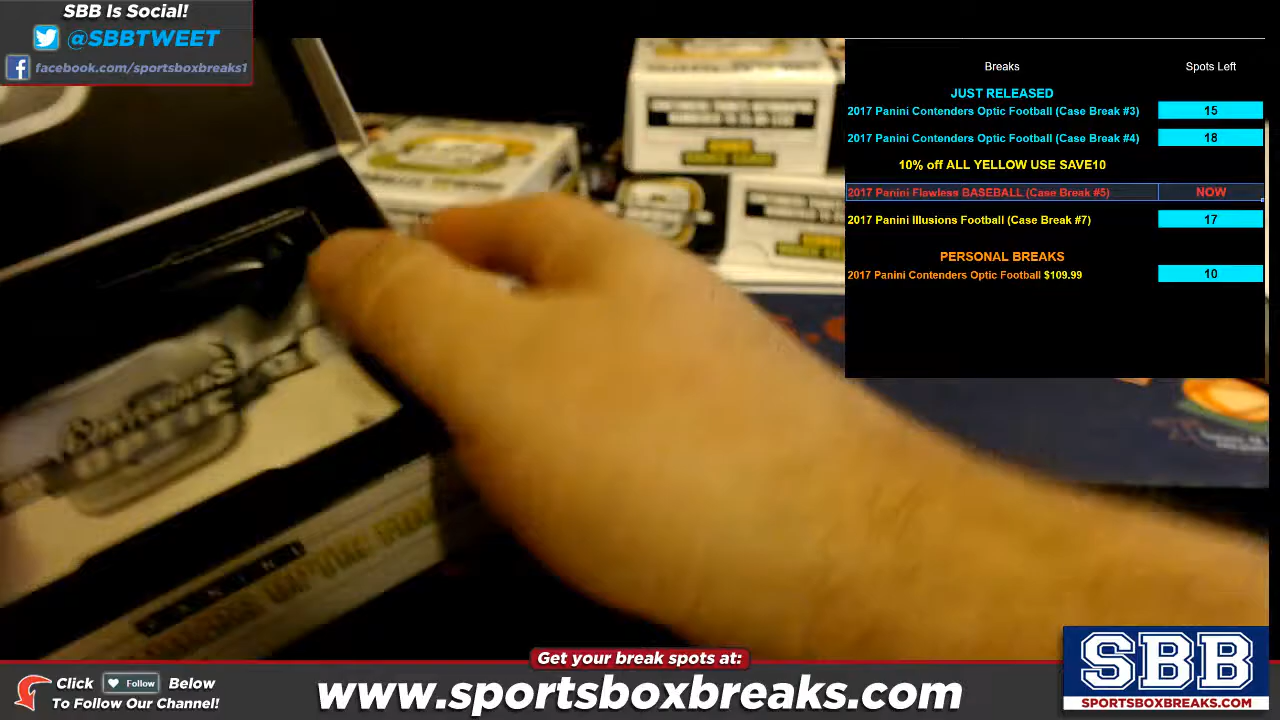 SBB Is Social!
@SBBTWEET
facebook.com/sportsboxbreaks1
Breaks Spots Left
JUST RELEASED
2017 Panini Contenders Optic Football (Case Break #3) 15
2017 Panini Contenders Optic Football (Case Break #4) 18
10% off ALL YELLOW USE SAVE10
2017 Panini Flawless BASEBALL (Case Break #5) NOW
2017 Panini Illusions Football (Case Break #7) 17
PERSONAL BREAKS
2017 Panini Contenders Optic Football $109.99 10
CONTENDERS
OPTIC
PANINI
Get your break spots at:
Click Follow Below
To Follow Our Channel!
www.sportsboxbreaks.com
SBB
SPORTSBOXBREAKS.COM